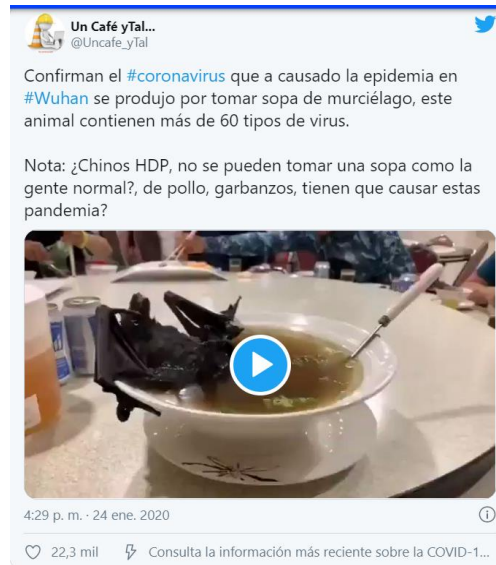 Un Café yTal...
@Uncafe_yTal
Confirman el #coronavirus que a causado la epidemia en
#Wuhan se produjo por tomar sopa de murciélago, este
animal contienen más de 60 tipos de virus.
Nota: ¿Chinos HDP, no se pueden tomar una sopa como la
gente normal?, de pollo, garbanzos, tienen que causar estas
pandemia?
4:29 p. m. · 24 ene. 2020
22,3 mil
Consulta la información más reciente sobre la COVID-1...